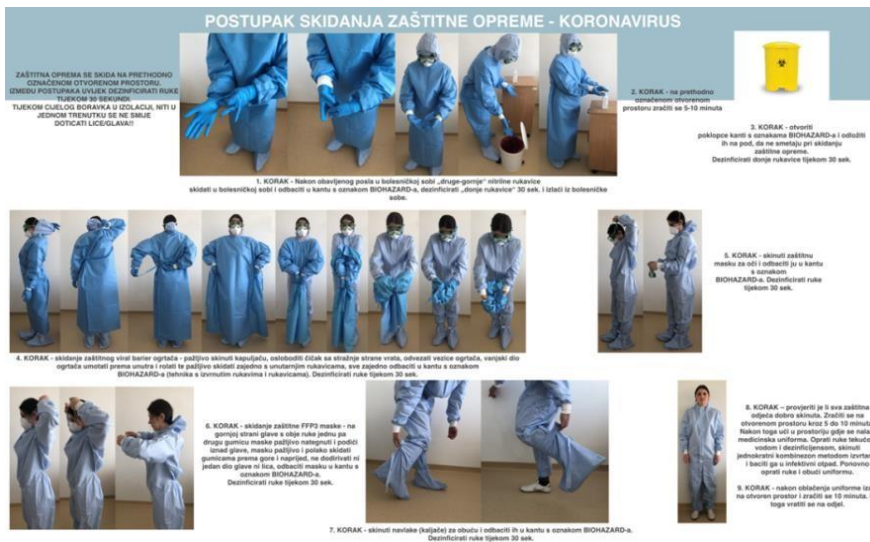 POSTUPAK SKIDANJA ZAŠTITNE OPREME - KORONAVIRUS
ZAŠTITNA OPREMA SE SKIDA NA PRETHODNO
OZNAČENOM OTVORENOM PROSTORU.
IZMEĐU POSTUPAKA UVIJEK DEZINFICIRATI RUKE
TIJEKOM 30 SEKUNDI.
TIJEKOM CIJELOG BORAVKA U IZOLACIJI, NITI U
JEDNOM TRENUTKU SE NE SMIJE
DOTICATI LICE/GLAVA!!
1. KORAK - Nakon obavljenog posla u bolesničkoj sobi „druge-gornje“ nitrilne rukavice
skidati u bolesničkoj sobi i odbaciti u kantu s oznakom BIOHAZARD-a, dezinficirati „donje rukavice“ 30 sek. i izlaći iz bolesničke
sobe.
2. KORAK - na prethodno
označenom otvorenom
prostoru zračiti se 5-10 minuta
3. KORAK - otvoriti
poklopce kanti s oznakama BIOHAZARD-a i odložiti
ih na pod, da ne smetaju pri skidanju
zaštitne opreme.
Dezinficirati donje rukavice tijekom 30 sek.
4. KORAK - skidanje zaštitnog viral barier ogrtača - pažljivo skinuti kapuljaču, osloboditi čičak sa stražnje strane vrata, odvezati vezice ogrtača, vanjski dio
ogrtača umotati prema unutra i rolati te pažljivo skidati zajedno s unutarnjim rukavicama, sve zajedno odbaciti u kantu s oznakom
BIOHAZARD-a (tehnika s izvrnutim rukavima i rukavicama). Dezinficirati ruke tijekom 30 sek.
5. KORAK - skinuti zaštitnu
masku za oči i odbaciti ju u kantu
s oznakom
BIOHAZARD-a. Dezinficirati ruke
tijekom 30 sek.
6. KORAK - skidanje zaštitne FFP3 maske - na
gornjoj strani glave s obje ruke jednu pa
drugu gumicu maske pažljivo nategnuti i podići
iznad glave, masku pažljivo i polako skidati
gumicama prema gore i naprijed, ne dodirivati ni
jedan dio glave ni lica, odbaciti masku u kantu s
oznakom BIOHAZARD-a.
Dezinficirati ruke tijekom 30 sek.
7. KORAK - skinuti navlake (kaljače) za obuću i odbaciti ih u kantu s oznakom BIOHAZARD-a.
Dezinficirati ruke tijekom 30 sek.
8. KORAK – provjeriti je li sva zaštitna
odjeća dobro skinuta. Zračiti se na
otvorenom prostoru kroz 5 do 10 minuta
Nakon toga ući u prostoriju gdje se nala
medicinska uniforma. Oprati ruke tekućo
vodom i dezinficijensom, skinuti
jednokratni kombinezon metodom izvrtan
i baciti ga u infektivni otpad. Ponovno
oprati ruke i obući uniformu.
9. KORAK - nakon oblačenja uniforme iza
na otvoren prostor i zračiti se 10 minuta.
toga vratiti se na odjel.